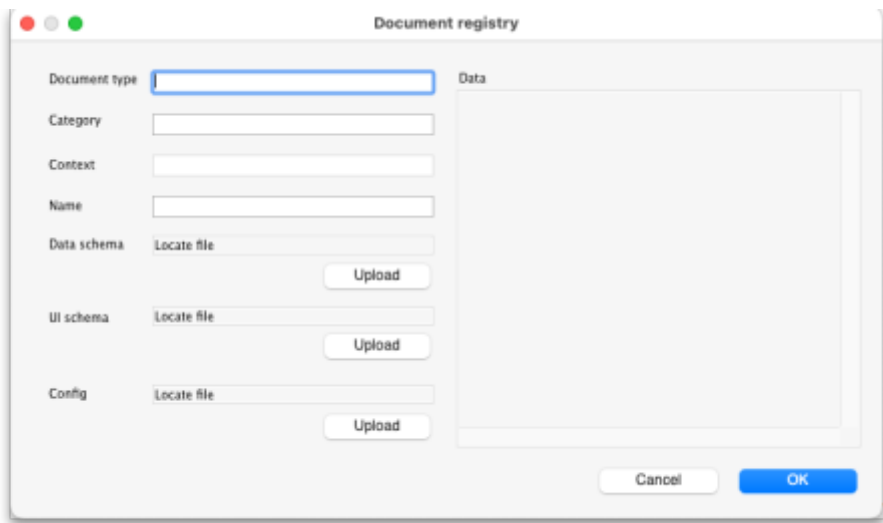 Document registry
Document type
Data
Category
Context
Name
Data schema
Locate file
Upload
UI schema
Locate file
Upload
Config
Locate file
Upload
Cancel
OK